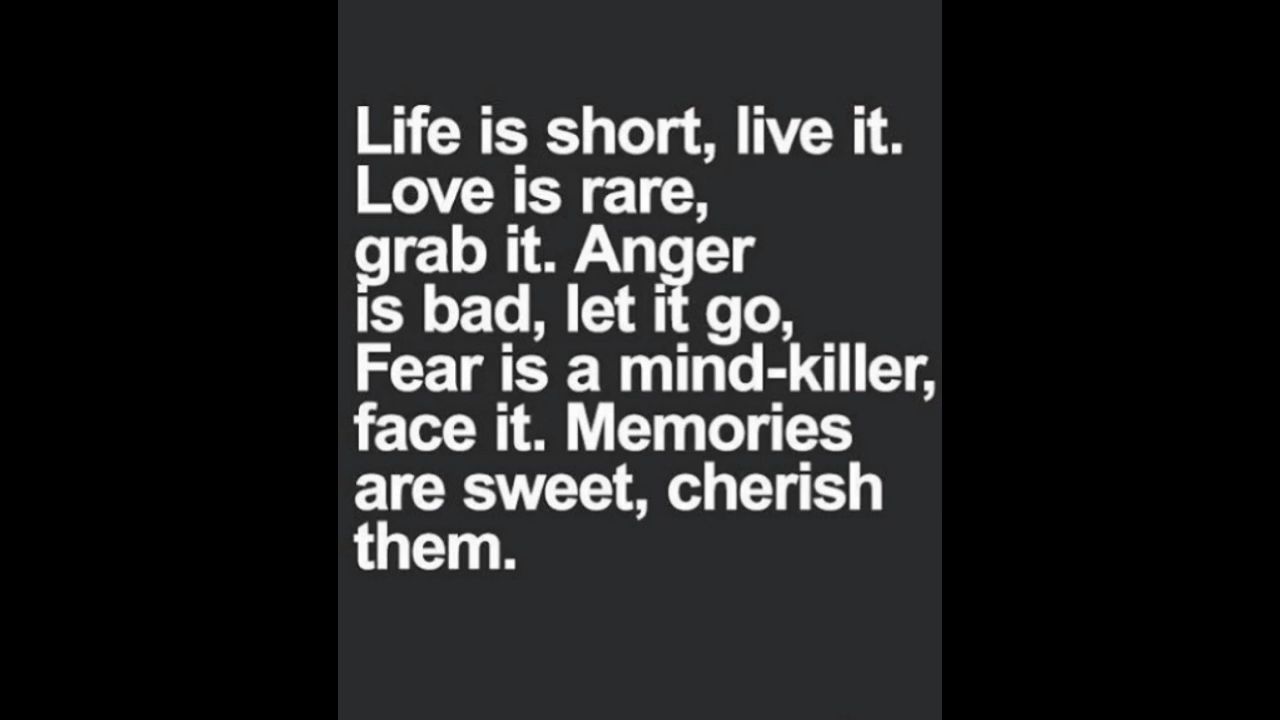 Life is short, live it.
Love is rare,
grab it. Anger
is bad, let it go,
Fear is a mind-killer,
face it. Memories
are sweet, cherish
them.